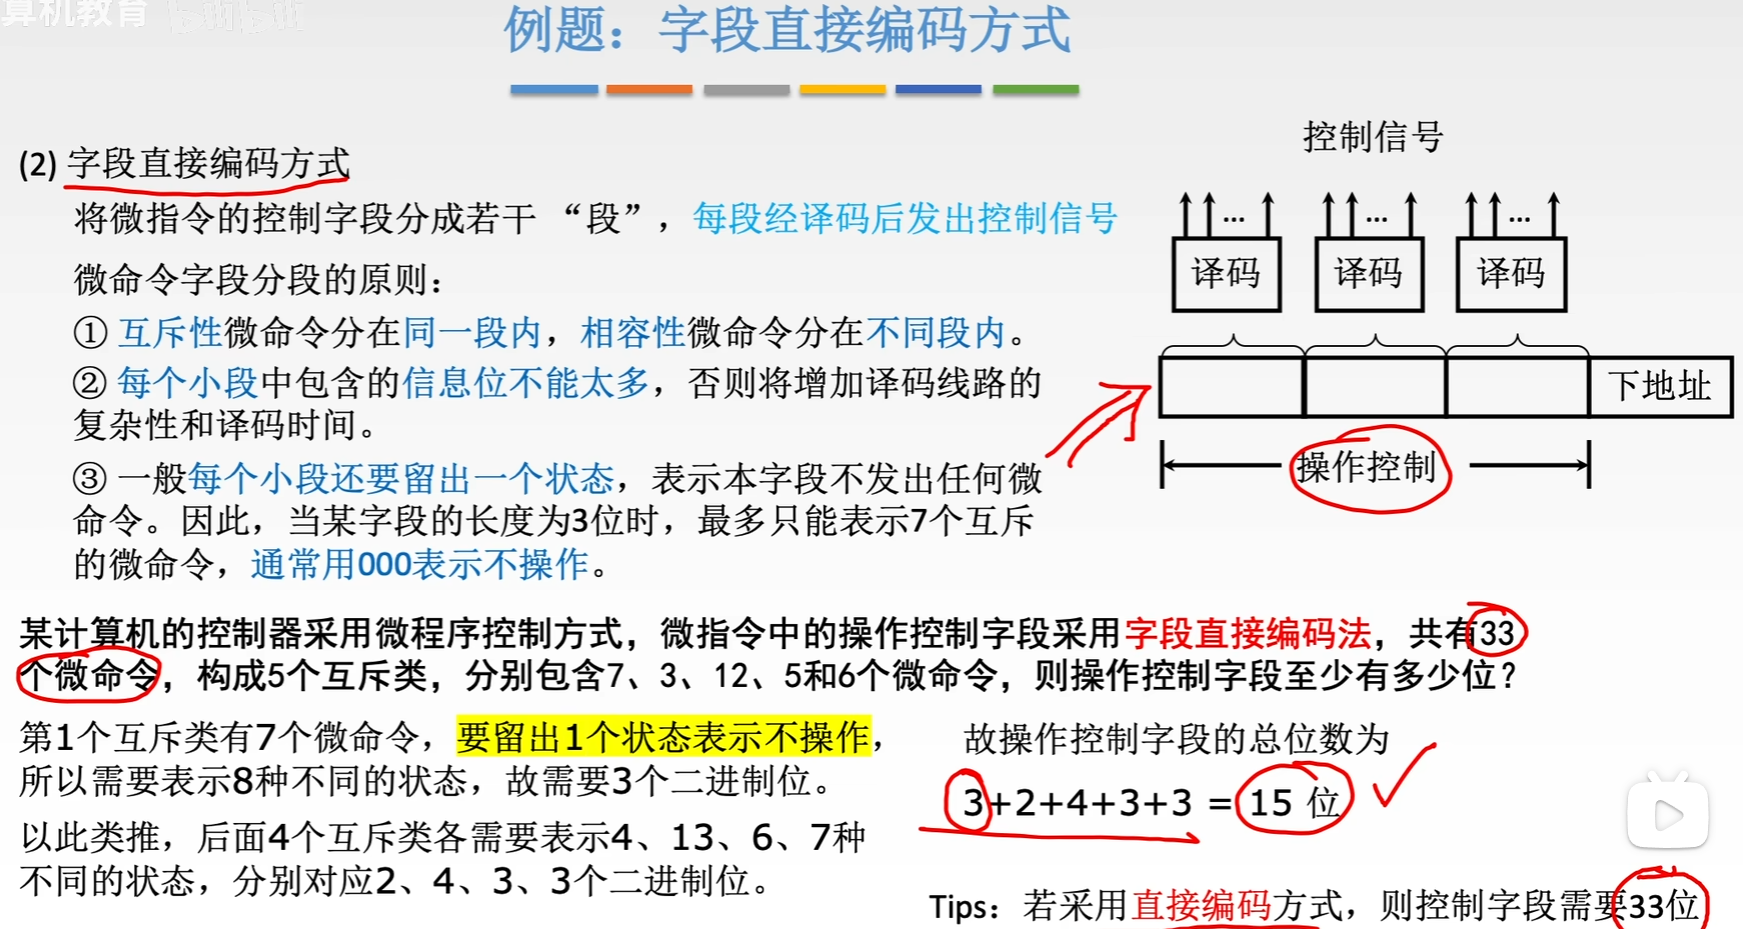 算机教育 bilibili
例题：字段直接编码方式
(2) 字段直接编码方式
将微指令的控制字段分成若干“段”，每段经译码后发出控制信号
微命令字段分段的原则：
① 互斥性微命令分在同一段内，相容性微命令分在不同段内。
② 每个小段中包含的信息位不能太多，否则将增加译码线路的
复杂性和译码时间。
③ 一般每个小段还要留出一个状态，表示本字段不发出任何微
命令。因此，当某字段的长度为3位时，最多只能表示7个互斥
的微命令，通常用000表示不操作。
控制信号
... ... ...
译码 译码 译码
下地址
操作控制
某计算机的控制器采用微程序控制方式，微指令中的操作控制字段采用字段直接编码法，共有33
个微命令，构成5个互斥类，分别包含7、3、12、5和6个微命令，则操作控制字段至少有多少位？
第1个互斥类有7个微命令，要留出1个状态表示不操作，
所以需要表示8种不同的状态，故需要3个二进制位。
以此类推，后面4个互斥类各需要表示4、13、6、7种
不同的状态，分别对应2、4、3、3个二进制位。
故操作控制字段的总位数为
3+2+4+3+3 = 15 位
Tips：若采用直接编码方式，则控制字段需要33位